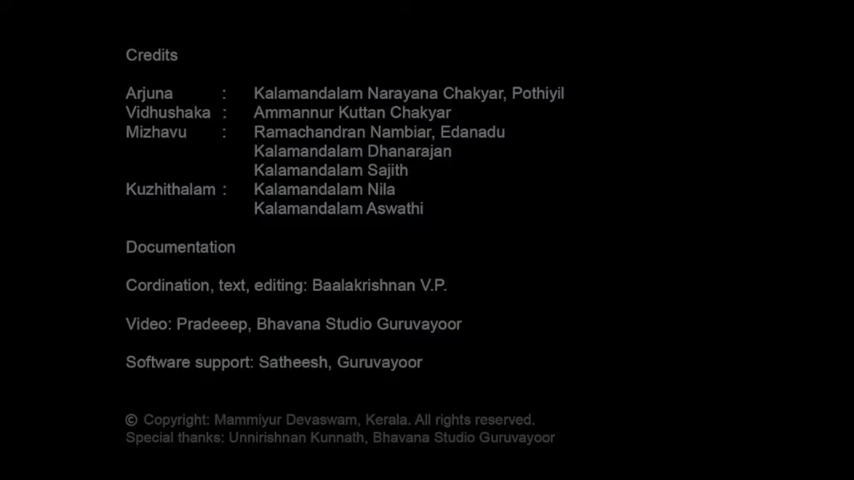 Credits
Arjuna : Kalamandalam Narayana Chakyar, Pothiyil
Vidhushaka : Ammannur Kuttan Chakyar
Mizhavu : Ramachandran Nambiar, Edanadu
Kalamandalam Dhanarajan
Kalamandalam Sajith
Kuzhithalam : Kalamandalam Nila
Kalamandalam Aswathi
Documentation
Cordination, text, editing: Baalakrishnan V.P.
Video: Pradeeep, Bhavana Studio Guruvayoor
Software support: Satheesh, Guruvayoor
© Copyright: Mammiyur Devaswam, Kerala. All rights reserved.
Special thanks: Unnirishnan Kunnath, Bhavana Studio Guruvayoor